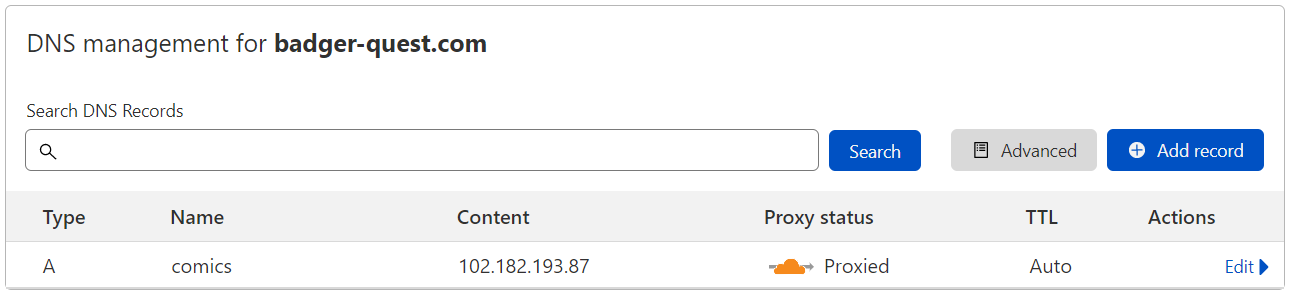 DNS management for badger-quest.com
Search DNS Records
Search Advanced Add record
Type Name Content Proxy status TTL Actions
A comics 102.182.193.87 Proxied Auto Edit